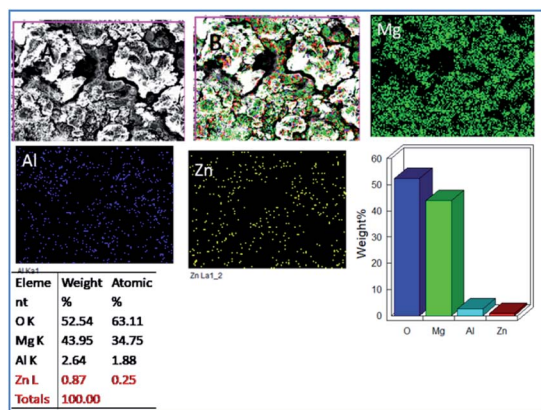 A
B
Mg
Al
Zn
Al Ka1
Zn La1_2
Eleme Weight Atomic
nt % %
O K 52.54 63.11
Mg K 43.95 34.75
Al K 2.64 1.88
Zn L 0.87 0.25
Totals 100.00
60
50
40
30
20
10
0
Weight%
O Mg Al Zn